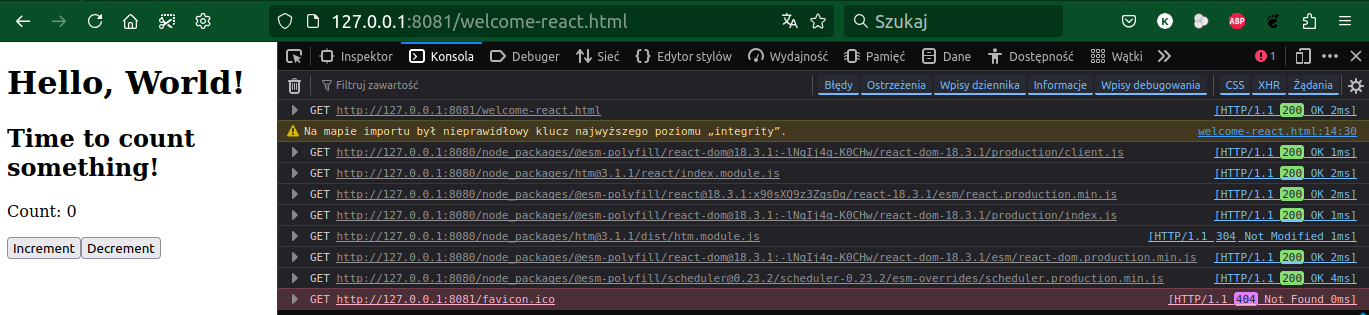 127.0.0.1:8081/welcome-react.html
Szukaj
K
ABP
Hello, World!
Time to count
something!
Count: 0
Increment Decrement
Inspektor Konsola Debuger Sieć Edytor stylów Wydajność Pamięć Dane Dostępność Wątki 1
Filtruj zawartość Błędy Ostrzeżenia Wpisy dziennika Informacje Wpisy debugowania CSS XHR Żądania
GET http://127.0.0.1:8081/welcome-react.html [HTTP/1.1 200 OK 2ms]
Na mapie importu był nieprawidłowy klucz najwyższego poziomu „integrity”. welcome-react.html:14:30
GET http://127.0.0.1:8080/node_packages/@esm-polyfill/react-dom@18.3.1:-lNqIj4q-K0CHw/react-dom-18.3.1/production/client.js [HTTP/1.1 200 OK 1ms]
GET http://127.0.0.1:8080/node_packages/htm@3.1.1/react/index.module.js [HTTP/1.1 200 OK 2ms]
GET http://127.0.0.1:8080/node_packages/@esm-polyfill/react@18.3.1:x90sXQ9z3ZqsDq/react-18.3.1/esm/react.production.min.js [HTTP/1.1 200 OK 2ms]
GET http://127.0.0.1:8080/node_packages/@esm-polyfill/react-dom@18.3.1:-lNqIj4q-K0CHw/react-dom-18.3.1/production/index.js [HTTP/1.1 200 OK 2ms]
GET http://127.0.0.1:8080/node_packages/htm@3.1.1/dist/htm.module.js [HTTP/1.1 304 Not Modified 1ms]
GET http://127.0.0.1:8080/node_packages/@esm-polyfill/react-dom@18.3.1:-lNqIj4q-K0CHw/react-dom-18.3.1/esm/react-dom.production.min.js [HTTP/1.1 200 OK 2ms]
GET http://127.0.0.1:8080/node_packages/@esm-polyfill/scheduler@0.23.2/scheduler-0.23.2/esm-overrides/scheduler.production.min.js [HTTP/1.1 200 OK 4ms]
GET http://127.0.0.1:8081/favicon.ico [HTTP/1.1 404 Not Found 0ms]